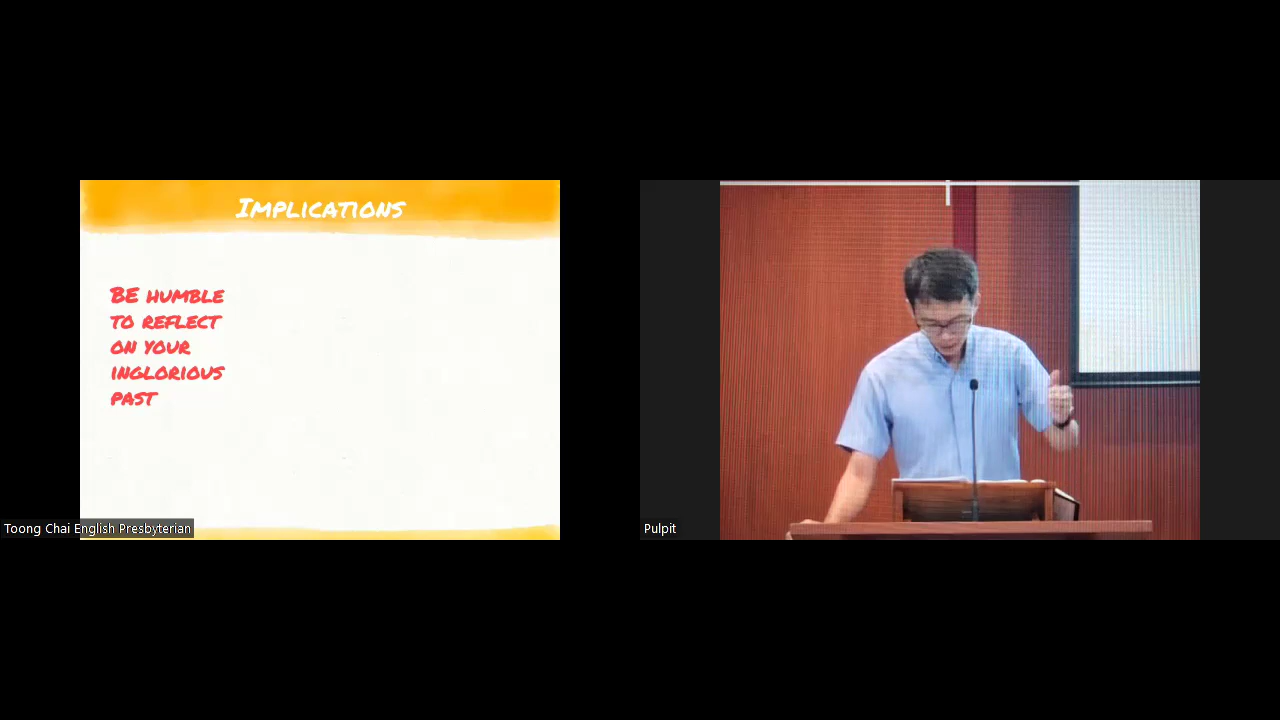 Implications
BE humble
to reflect
on your
inglorious
past
Toong Chai English Presbyterian
Pulpit